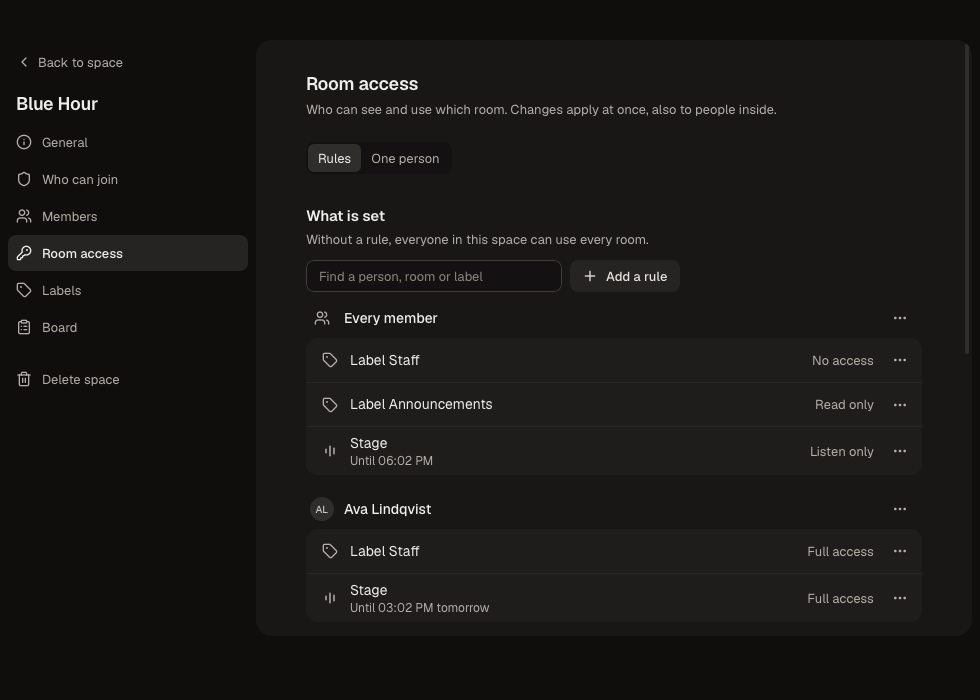 Back to space
Blue Hour
General
Who can join
Members
Room access
Labels
Board
Delete space
Room access
Who can see and use which room. Changes apply at once, also to people inside.
Rules One person
What is set
Without a rule, everyone in this space can use every room.
Find a person, room or label Add a rule
Every member
Label Staff No access
Label Announcements Read only
Stage Listen only
Until 06:02 PM
AL Ava Lindqvist
Label Staff Full access
Stage Full access
Until 03:02 PM tomorrow